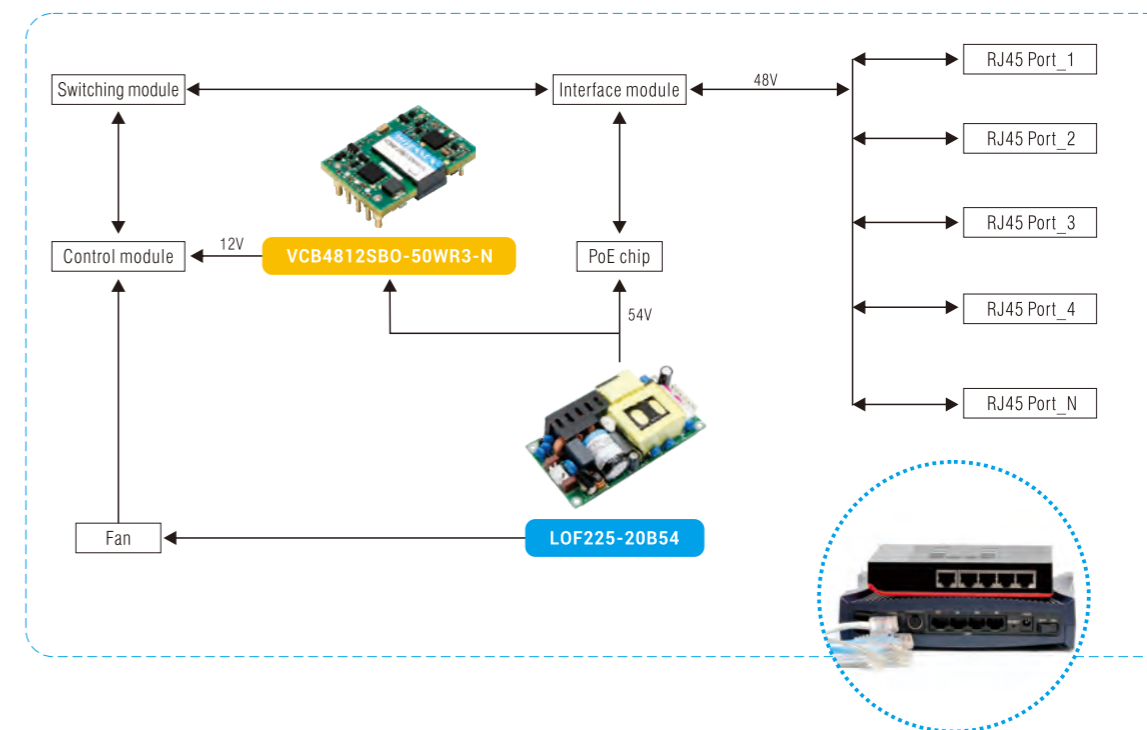 Switching module
Interface module
48V
RJ45 Port_1
RJ45 Port_2
RJ45 Port_3
RJ45 Port_4
RJ45 Port_N
Control module
12V
VCB4812SBO-50WR3-N
PoE chip
54V
Fan
LOF225-20B54